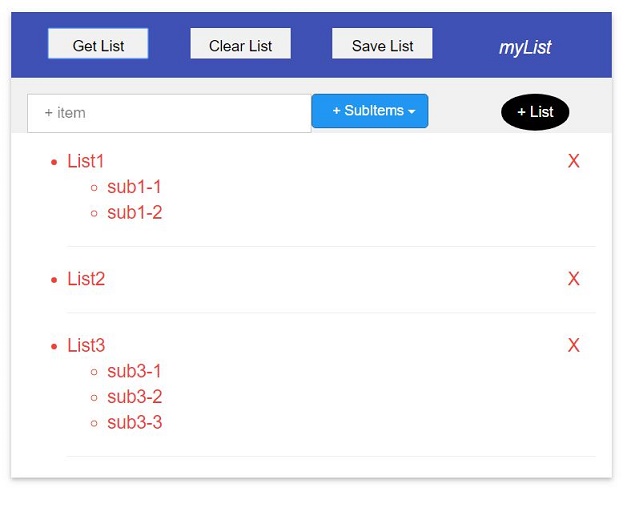 Get List Clear List Save List myList
+ item + SubItems + List
List1 X
sub1-1
sub1-2
List2 X
List3 X
sub3-1
sub3-2
sub3-3